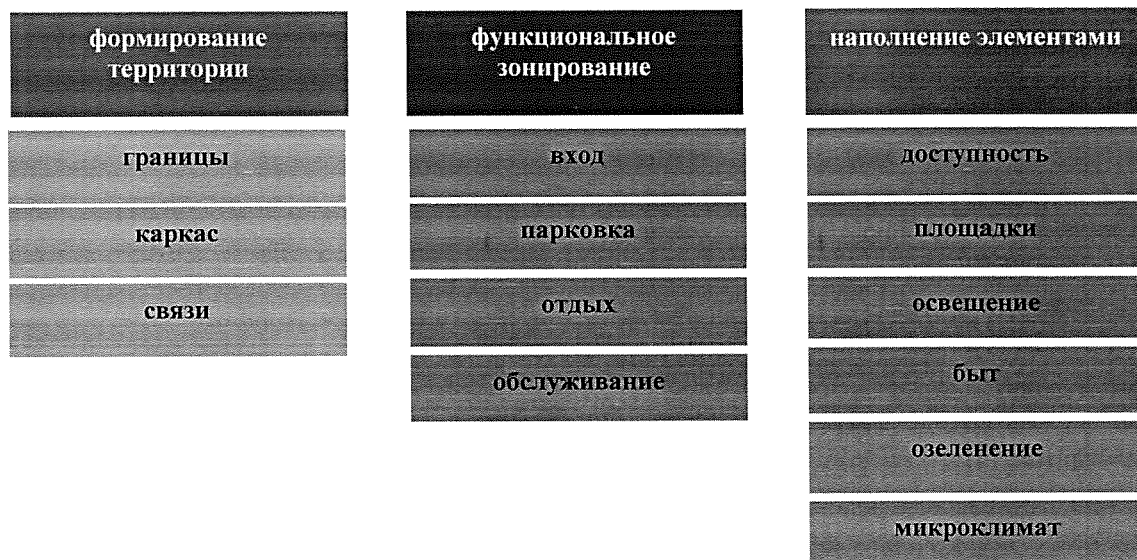 формирование
территории
границы
каркас
связи
функциональное
зонирование
вход
парковка
отдых
обслуживание
наполнение элементами
доступность
площадки
освещение
быт
озеленение
микроклимат